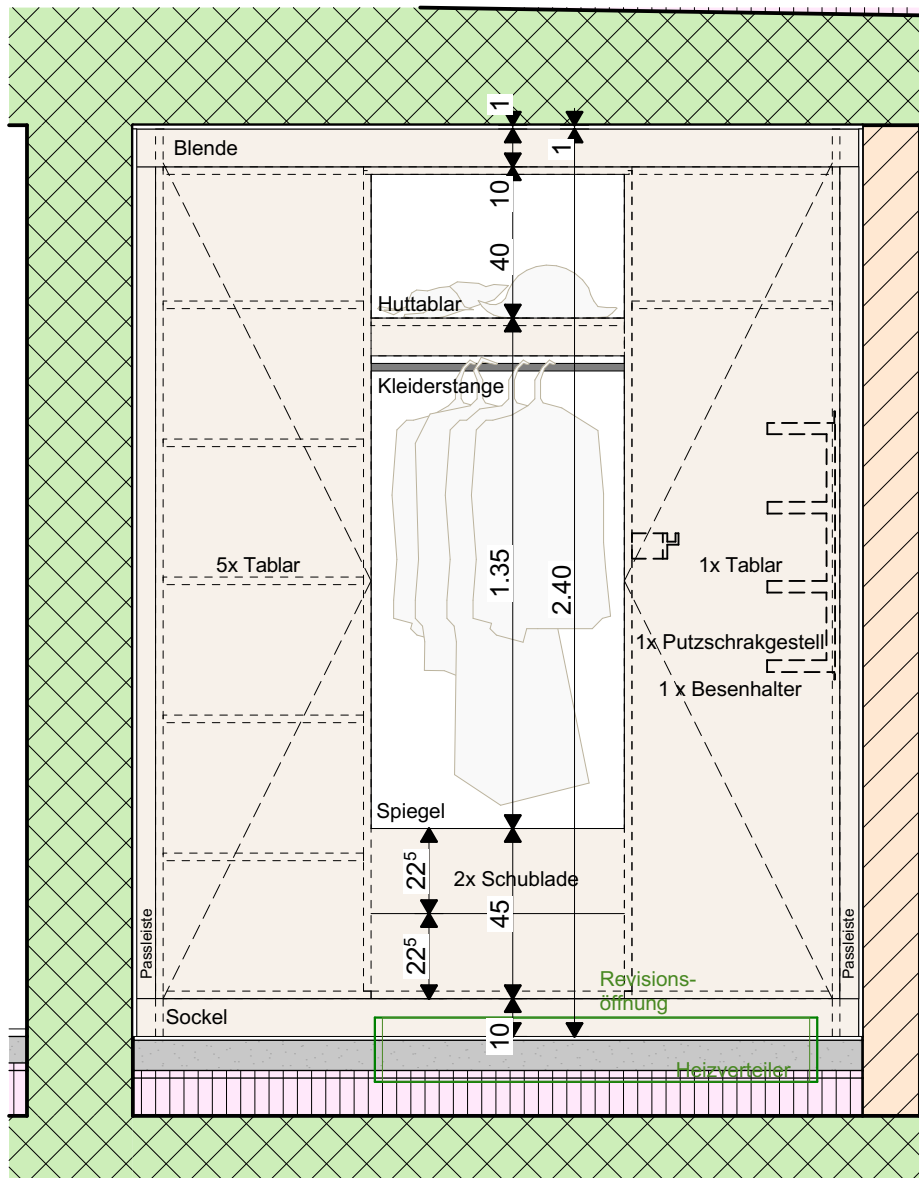 1
1
Blende
10
40
Huttablar
Kleiderstange
1.35
2.40
5x Tablar
1x Tablar
1x Putzschrakgestell
1 x Besenhalter
Spiegel
22⁵
2x Schublade
45
22⁵
Passleiste
Passleiste
Revisions-
öffnung
Sockel
10
Heizverteiler